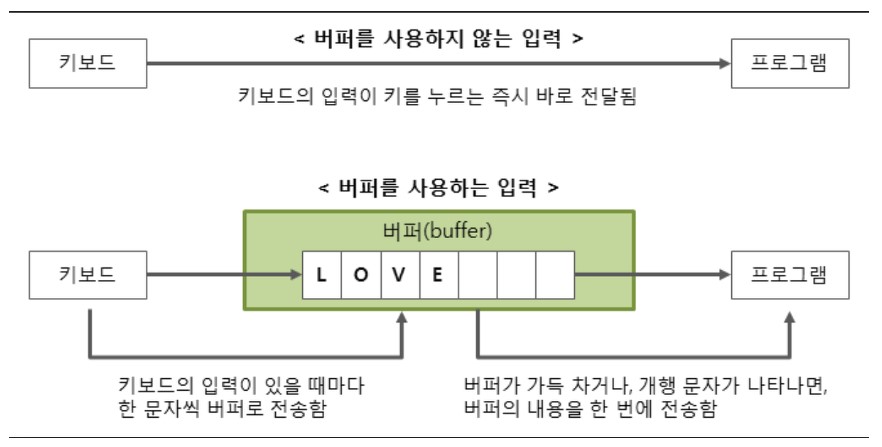 < 버퍼를 사용하지 않는 입력 >
키보드
프로그램
키보드의 입력이 키를 누르는 즉시 바로 전달됨
< 버퍼를 사용하는 입력 >
버퍼(buffer)
키보드
L O V E
프로그램
키보드의 입력이 있을 때마다
한 문자씩 버퍼로 전송함
버퍼가 가득 차거나, 개행 문자가 나타나면,
버퍼의 내용을 한 번에 전송함